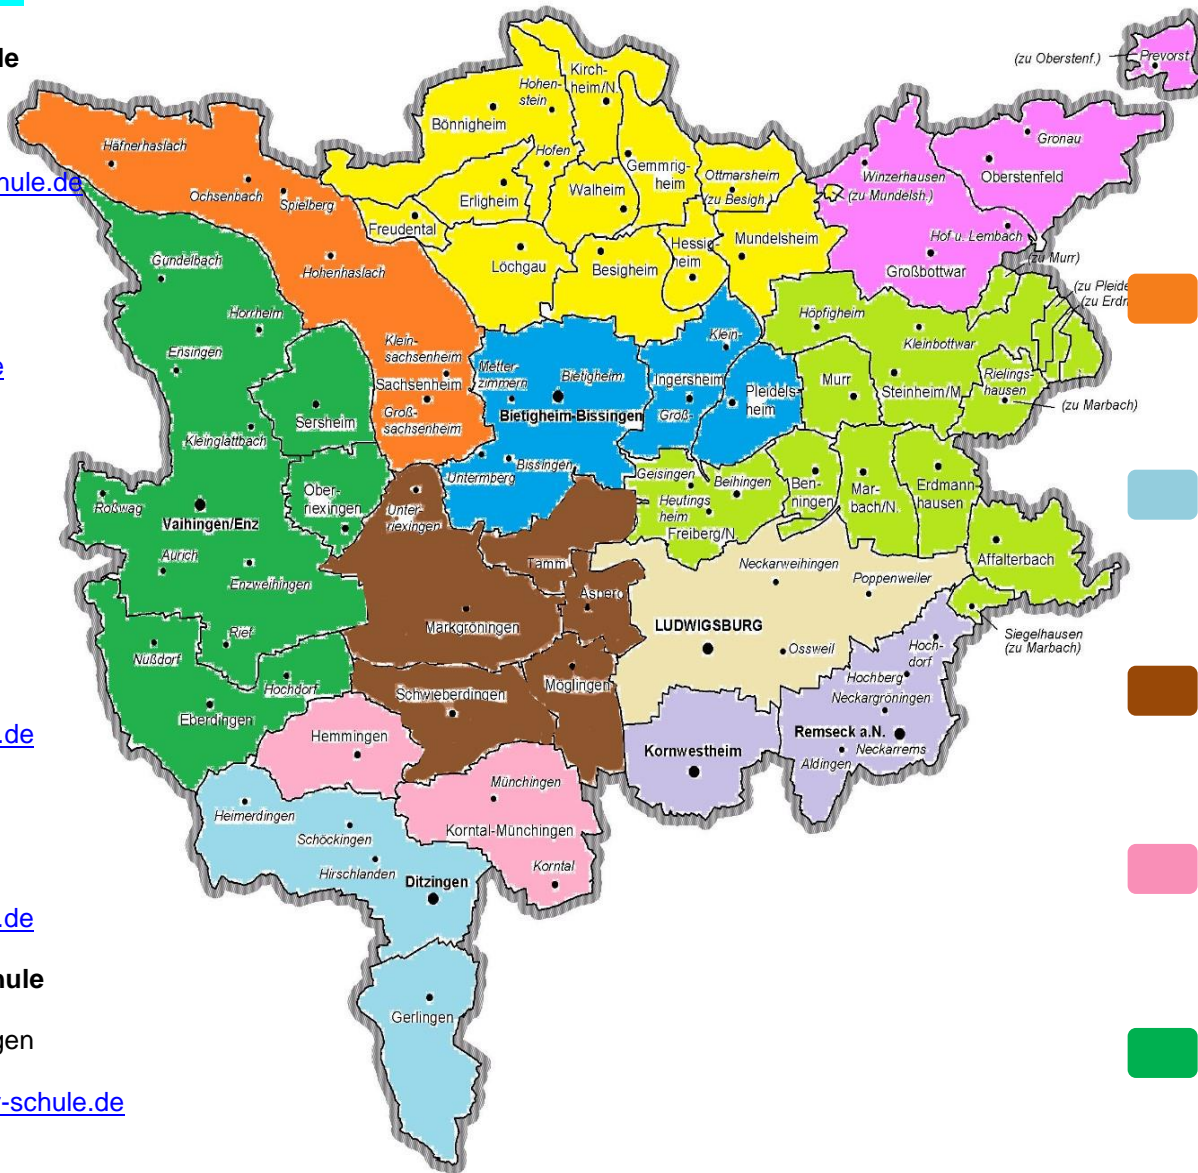 le
hule.de
e
.de
.de
hule
gen
r-schule.de
(zu Oberstenf.)
Prevorst
Kirch-
heim/N.
Hohen-
stein
Bönnigheim
Gronau
Häfnerhaslach
Hofen
Gemmrig-
heim
Ottmarsheim
(zu Besigh.)
Winzerhausen
(zu Mundelsh.)
Oberstenfeld
Ochsenbach
Spielberg
Erligheim
Walheim
Freudental
Hof u. Lembach
Löchgau
Besigheim
Hessig-
heim
Mundelsheim
Großbottwar
Gündelbach
Hohenhaslach
(zu Murr)
(zu Pleide
(zu Erdm
Horrheim
Höpfigheim
Kleinbottwar
Ensingen
Klein-
sachsenheim
Sachsenheim
Groß-
sachsenheim
Metter-
zimmern
Bietigheim
Bietigheim-Bissingen
Klein-
Ingersheim
Groß-
Pleidels-
heim
Murr
Steinheim/M.
Rielings-
hausen
(zu Marbach)
Sersheim
Kleinglattbach
Untermberg
Bissingen
Geisingen
Beihingen
Heutings
heim
Freiberg/N.
Ben-
ningen
Mar-
bach/N.
Erdmann-
hausen
Roßwag
Vaihingen/Enz
Ober-
riexingen
Unter-
riexingen
Affalterbach
Aurich
Enzweihingen
Tamm
Asperg
Neckarweihingen
Poppenweiler
Markgröningen
LUDWIGSBURG
Ossweil
Siegelhausen
(zu Marbach)
Nußdorf
Riet
Hochdorf
Eberdingen
Schwieberdingen
Möglingen
Hoch-
dorf
Hochberg
Neckargröningen
Remseck a.N.
Neckarrems
Aldingen
Hemmingen
Kornwestheim
Münchingen
Korntal-Münchingen
Korntal
Heimerdingen
Schöckingen
Hirschlanden
Ditzingen
Gerlingen